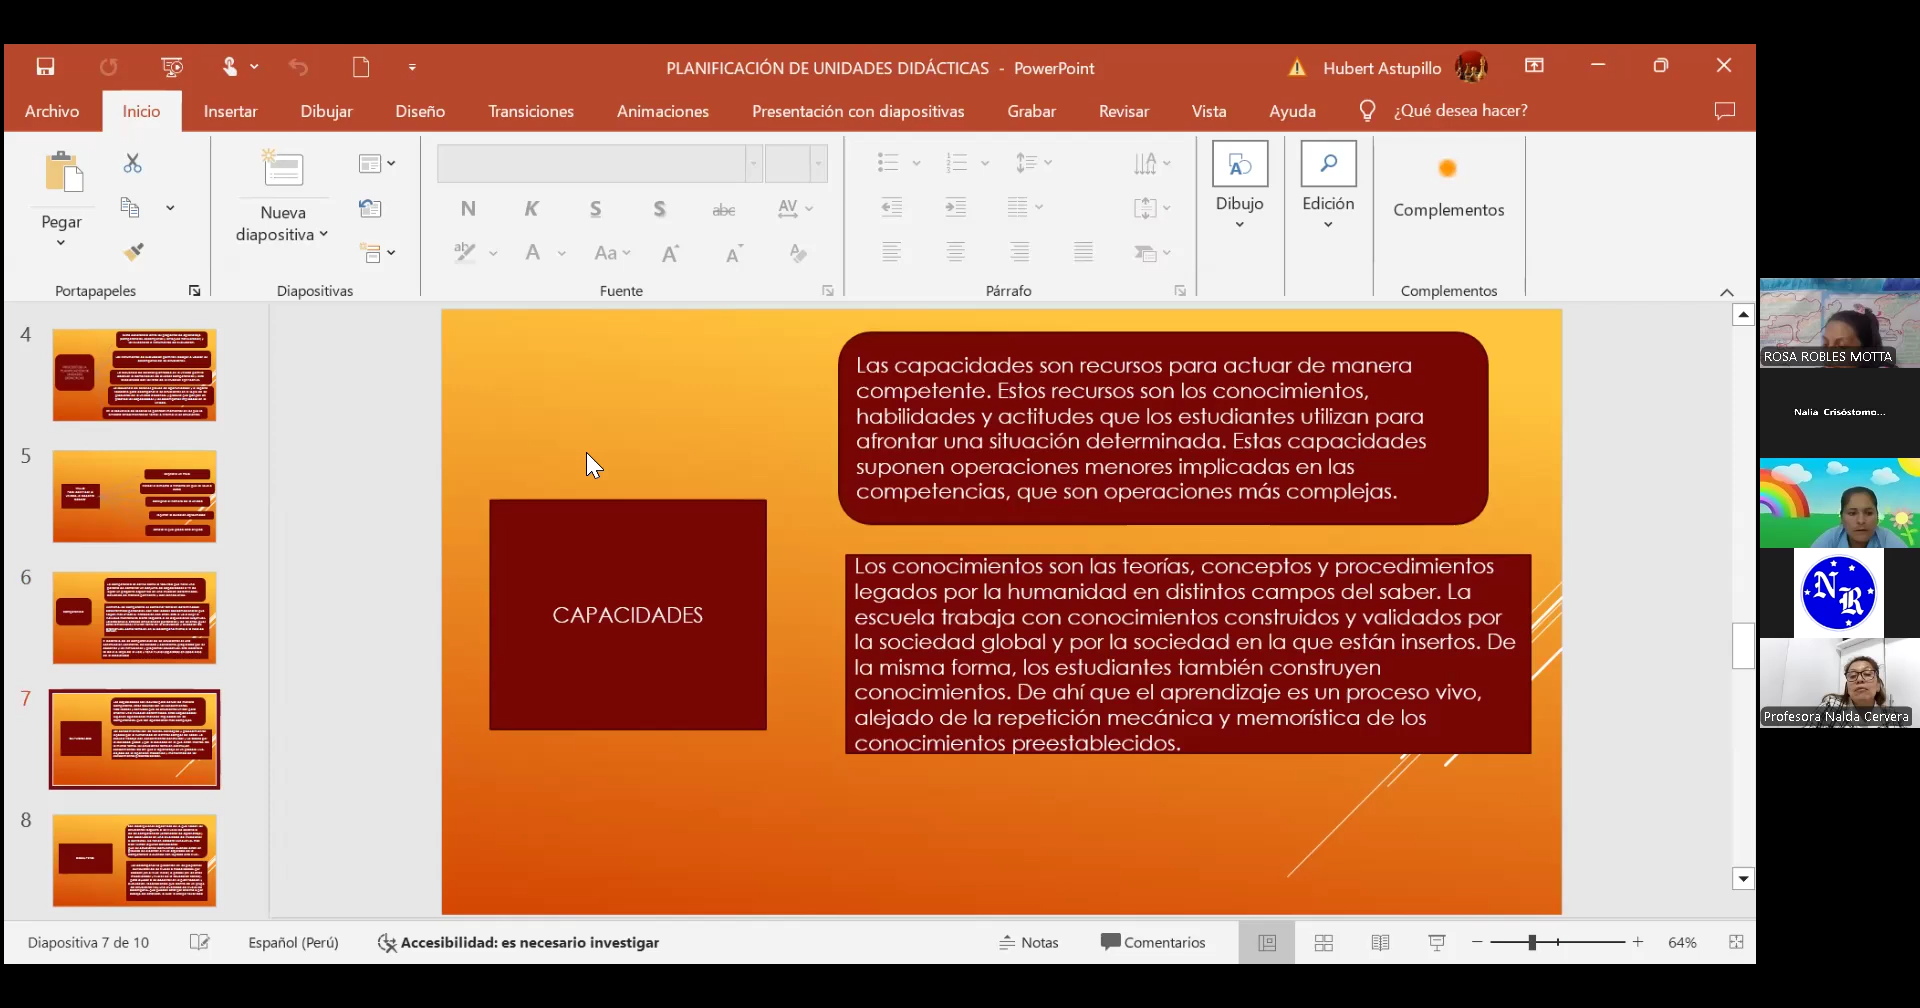 PLANIFICACIÓN DE UNIDADES DIDÁCTICAS - PowerPoint
Hubert Astupillo
Archivo
Inicio
Insertar
Dibujar
Diseño
Transiciones
Animaciones
Presentación con diapositivas
Grabar
Revisar
Vista
Ayuda
¿Qué desea hacer?
Pegar
Nueva
diapositiva
N
K
S
S
abc
AV
ab
A
Aa
A
A
A
Dibujo
Edición
Complementos
Portapapeles
Diapositivas
Fuente
Párrafo
Complementos
4
5
6
7
8
Las capacidades son recursos para actuar de manera
competente. Estos recursos son los conocimientos,
habilidades y actitudes que los estudiantes utilizan para
afrontar una situación determinada. Estas capacidades
suponen operaciones menores implicadas en las
competencias, que son operaciones más complejas.
CAPACIDADES
Los conocimientos son las teorías, conceptos y procedimientos
legados por la humanidad en distintos campos del saber. La
escuela trabaja con conocimientos construidos y validados por
la sociedad global y por la sociedad en la que están insertos. De
la misma forma, los estudiantes también construyen
conocimientos. De ahí que el aprendizaje es un proceso vivo,
alejado de la repetición mecánica y memorística de los
conocimientos preestablecidos.
ROSA ROBLES MOTTA
Nalia Crisóstomo...
NR
Profesora Nalda Cervera
Diapositiva 7 de 10
Español (Perú)
Accesibilidad: es necesario investigar
Notas
Comentarios
64%